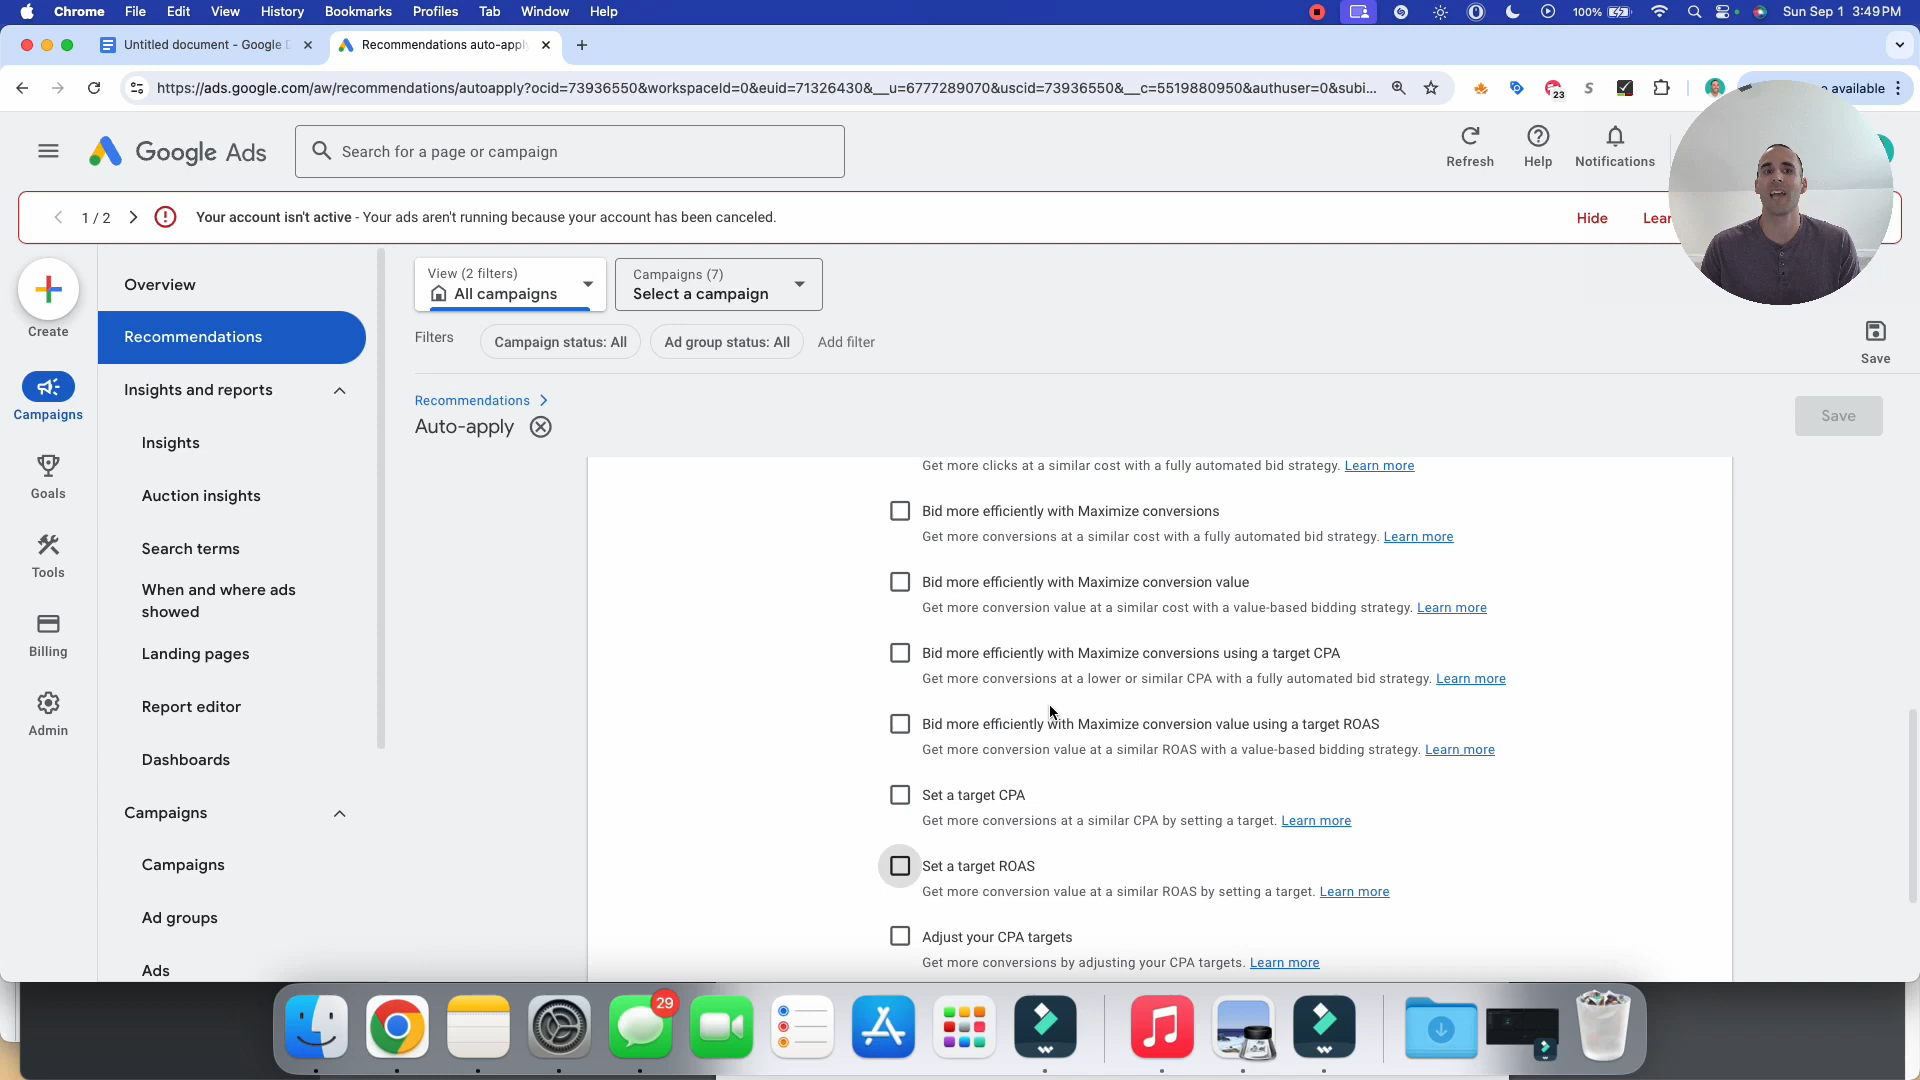 Chrome File Edit View History Bookmarks Profiles Tab Window Help
100%
Sun Sep 1 3:49 PM
Untitled document - Google D
Recommendations auto-apply
https://ads.google.com/aw/recommendations/autoapply?ocid=73936550&workspaceId=0&euid=71326430&__u=6777289070&uscid=73936550&__c=5519880950&authuser=0&subi...
23
S
available
Google Ads
Search for a page or campaign
Refresh
Help
Notifications
1 / 2
Your account isn't active - Your ads aren't running because your account has been canceled.
Hide
Lear
Create
Campaigns
Goals
Tools
Billing
Admin
Overview
Recommendations
Insights and reports
Insights
Auction insights
Search terms
When and where ads
showed
Landing pages
Report editor
Dashboards
Campaigns
Campaigns
Ad groups
Ads
View (2 filters)
All campaigns
Campaigns (7)
Select a campaign
Filters
Campaign status: All
Ad group status: All
Add filter
Save
Recommendations
Auto-apply
Save
Get more clicks at a similar cost with a fully automated bid strategy. Learn more
Bid more efficiently with Maximize conversions
Get more conversions at a similar cost with a fully automated bid strategy. Learn more
Bid more efficiently with Maximize conversion value
Get more conversion value at a similar cost with a value-based bidding strategy. Learn more
Bid more efficiently with Maximize conversions using a target CPA
Get more conversions at a lower or similar CPA with a fully automated bid strategy. Learn more
Bid more efficiently with Maximize conversion value using a target ROAS
Get more conversion value at a similar ROAS with a value-based bidding strategy. Learn more
Set a target CPA
Get more conversions at a similar CPA by setting a target. Learn more
Set a target ROAS
Get more conversion value at a similar ROAS by setting a target. Learn more
Adjust your CPA targets
Get more conversions by adjusting your CPA targets. Learn more
29